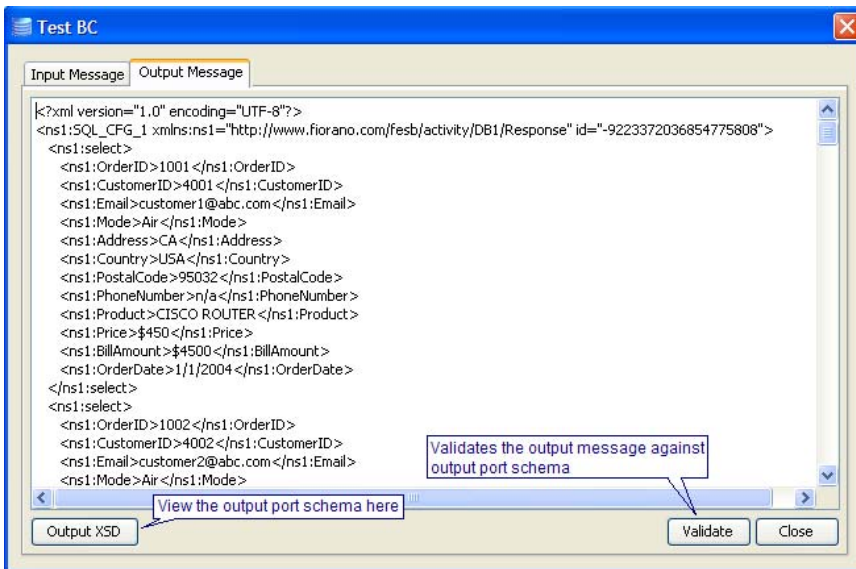 Test BC
Input Message Output Message
<?xml version="1.0" encoding="UTF-8"?>
<ns1:SQL_CFG_1 xmlns:ns1="http://www.fiorano.com/fesb/activity/DB1/Response" id="-9223372036854775808">
<ns1:select>
<ns1:OrderID>1001</ns1:OrderID>
<ns1:CustomerID>4001</ns1:CustomerID>
<ns1:Email>customer1@abc.com</ns1:Email>
<ns1:Mode>Air</ns1:Mode>
<ns1:Address>CA</ns1:Address>
<ns1:Country>USA</ns1:Country>
<ns1:PostalCode>95032</ns1:PostalCode>
<ns1:PhoneNumber>n/a</ns1:PhoneNumber>
<ns1:Product>CISCO ROUTER</ns1:Product>
<ns1:Price>$450</ns1:Price>
<ns1:BillAmount>$4500</ns1:BillAmount>
<ns1:OrderDate>1/1/2004</ns1:OrderDate>
</ns1:select>
<ns1:select>
<ns1:OrderID>1002</ns1:OrderID>
<ns1:CustomerID>4002</ns1:CustomerID>
<ns1:Email>customer2@abc.com</ns1:Email>
<ns1:Mode>Air</ns1:Mode>
Validates the output message against
output port schema
View the output port schema here
Output XSD Validate Close